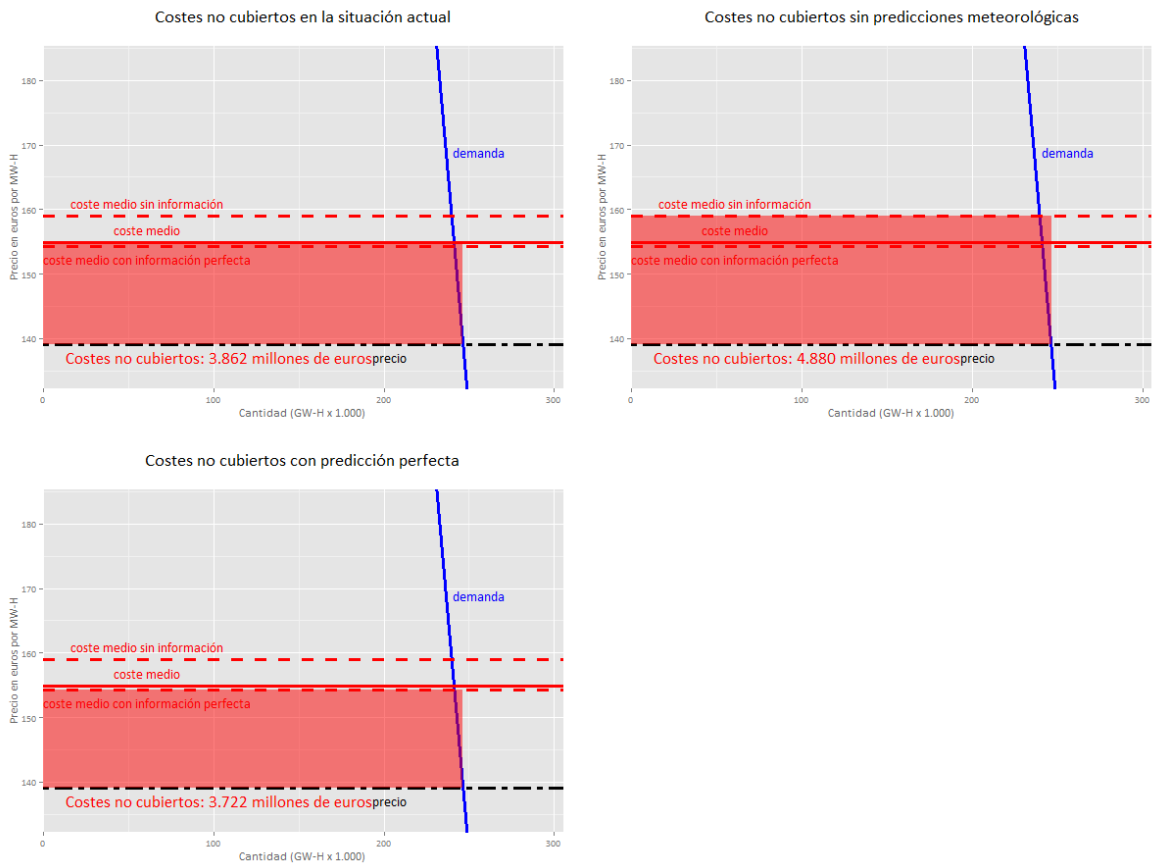 Costes no cubiertos en la situación actual
Precio en euros por MW-H
180
170
160
150
140
demanda
coste medio sin información
coste medio
coste medio con información perfecta
Costes no cubiertos: 3.862 millones de euros
precio
0
100
200
300
Cantidad (GW-H x 1.000)
Costes no cubiertos sin predicciones meteorológicas
Precio en euros por MW-H
180
170
160
150
140
demanda
coste medio sin información
coste medio
coste medio con información perfecta
Costes no cubiertos: 4.880 millones de euros
precio
0
100
200
300
Cantidad (GW-H x 1.000)
Costes no cubiertos con predicción perfecta
Precio en euros por MW-H
180
170
160
150
140
demanda
coste medio sin información
coste medio
coste medio con información perfecta
Costes no cubiertos: 3.722 millones de euros
precio
0
100
200
300
Cantidad (GW-H x 1.000)